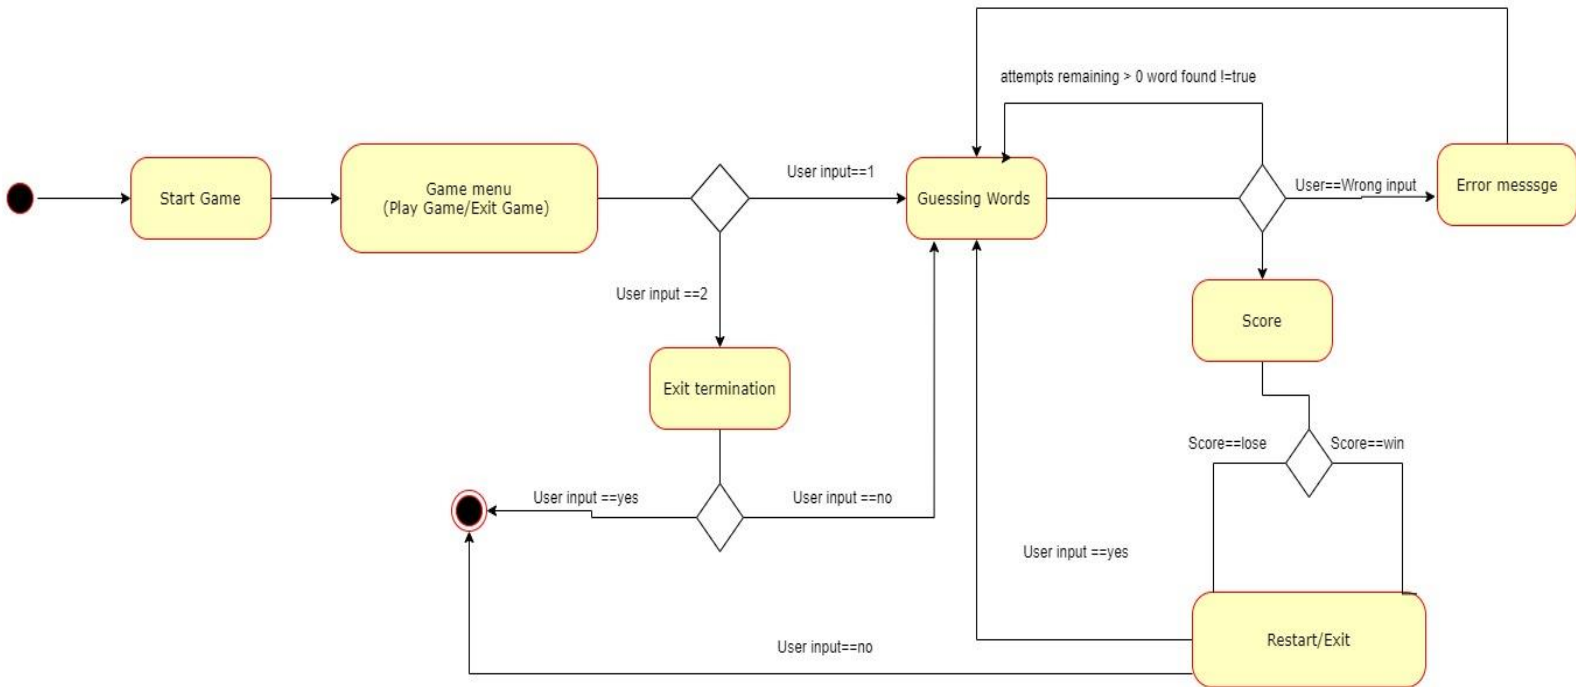 attempts remaining > 0 word found !=true
Start Game
Game menu
(Play Game/Exit Game)
User input==1
Guessing Words
User==Wrong input
Error messsge
User input ==2
Score
Exit termination
Score==lose
Score==win
User input ==yes
User input ==no
User input ==yes
User input==no
Restart/Exit